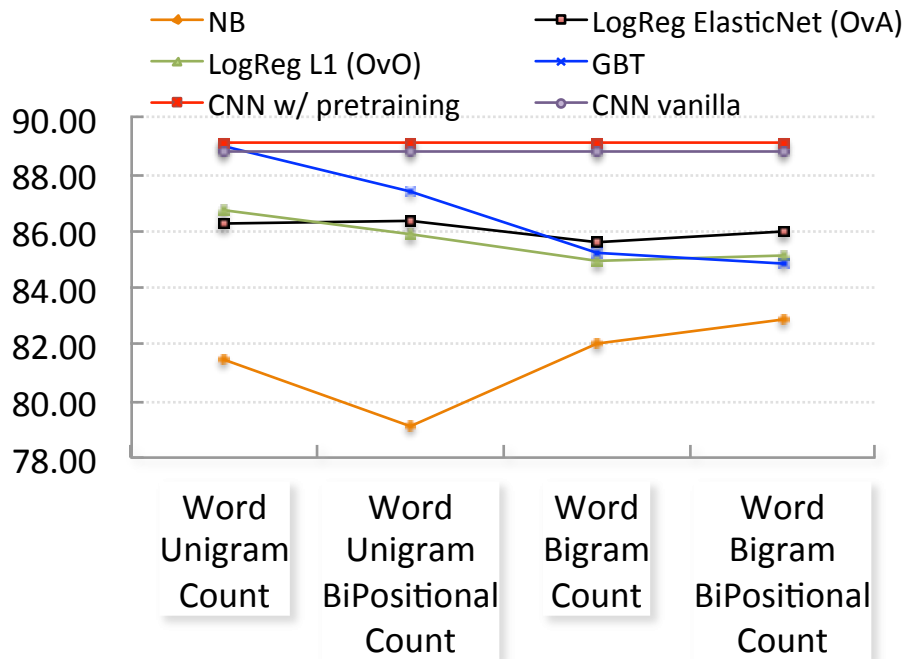 NB
LogReg ElasticNet (OvA)
LogReg L1 (OvO)
GBT
CNN w/ pretraining
CNN vanilla
90.00
88.00
86.00
84.00
82.00
80.00
78.00
Word
Unigram
Count
Word
Unigram
BiPositional
Count
Word
Bigram
Count
Word
Bigram
BiPositional
Count